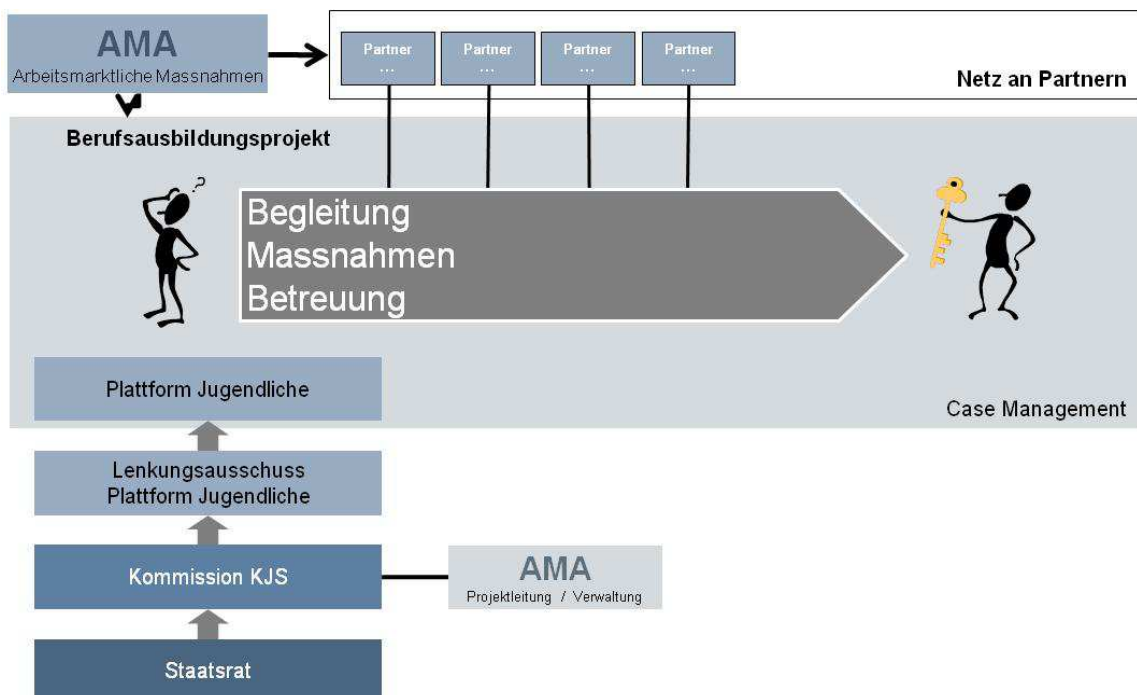 AMA
Arbeitsmarktliche Massnahmen
Partner
...
Partner
...
Partner
...
Partner
...
Netz an Partnern
Berufsausbildungsprojekt
?
Begleitung
Massnahmen
Betreuung
Plattform Jugendliche
Case Management
Lenkungsausschuss
Plattform Jugendliche
Kommission KJS
AMA
Projektleitung / Verwaltung
Staatsrat